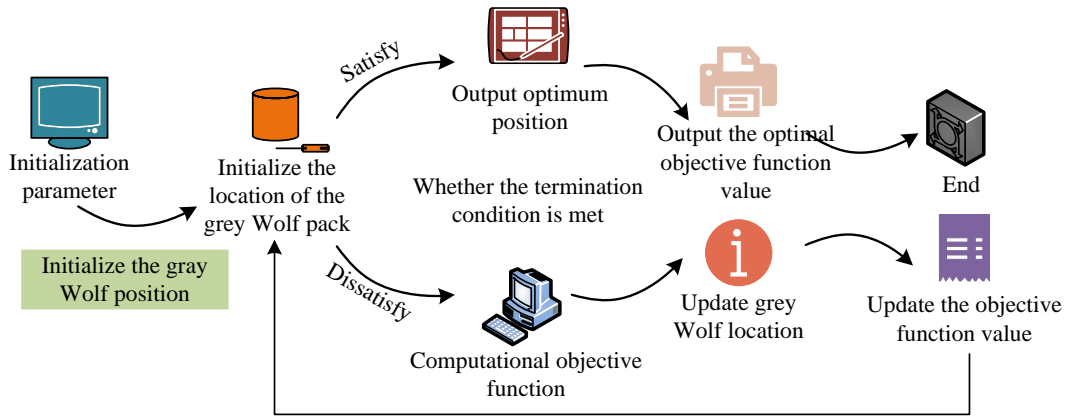 Initialization
parameter
Initialize the gray
Wolf position
Initialize the
location of the
grey Wolf pack
Satisfy
Dissatisfy
Output optimum
position
Whether the termination
condition is met
Computational objective
function
Output the optimal
objective function
value
Update grey
Wolf location
End
Update the objective
function value